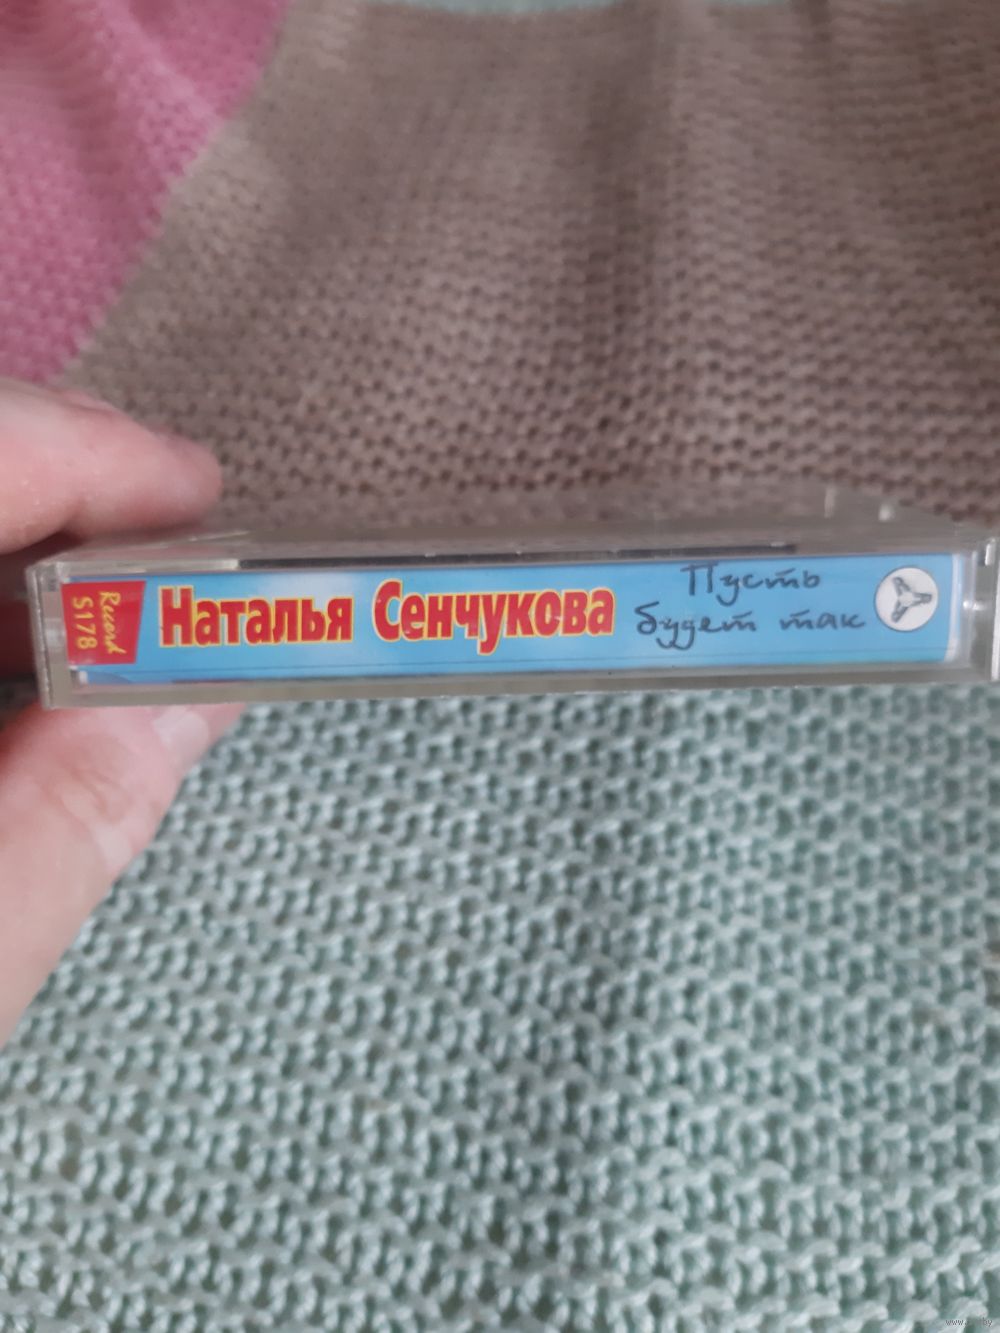 Record
S178
Наталья Сенчукова
Пусть
будет так